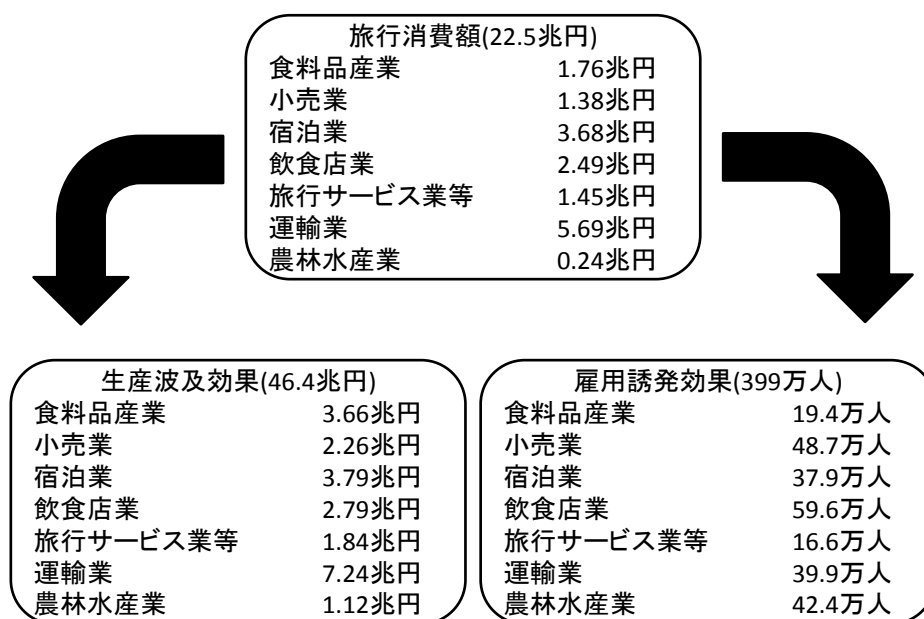 旅行消費額(22.5兆円)
食料品産業 1.76兆円
小売業 1.38兆円
宿泊業 3.68兆円
飲食店業 2.49兆円
旅行サービス業等 1.45兆円
運輸業 5.69兆円
農林水産業 0.24兆円
生産波及効果(46.4兆円)
食料品産業 3.66兆円
小売業 2.26兆円
宿泊業 3.79兆円
飲食店業 2.79兆円
旅行サービス業等 1.84兆円
運輸業 7.24兆円
農林水産業 1.12兆円
雇用誘発効果(399万人)
食料品産業 19.4万人
小売業 48.7万人
宿泊業 37.9万人
飲食店業 59.6万人
旅行サービス業等 16.6万人
運輸業 39.9万人
農林水産業 42.4万人